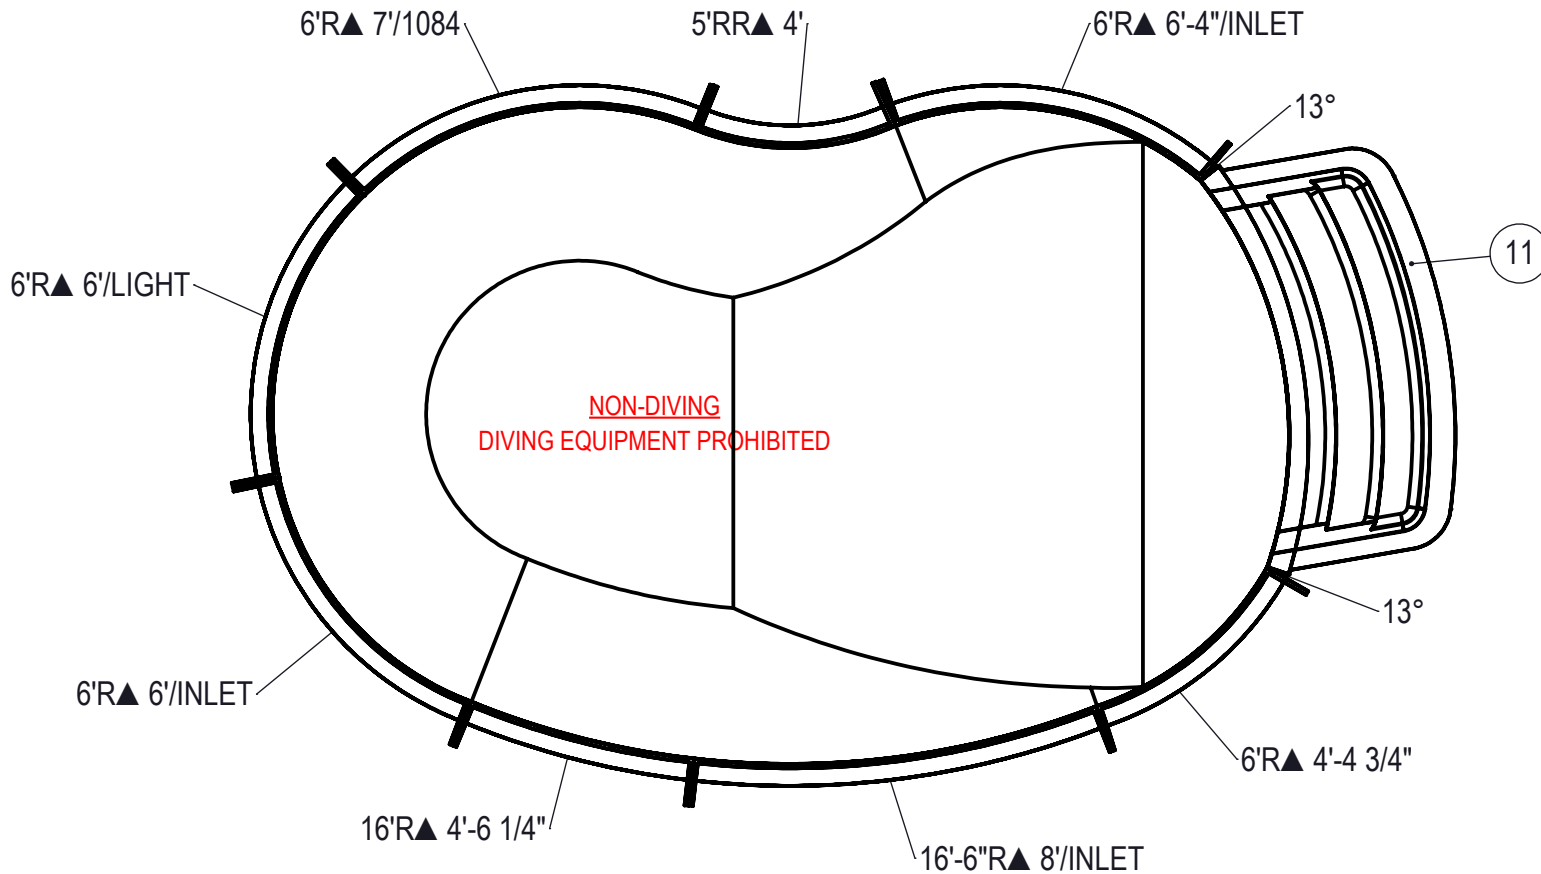 6'R▲ 7'/1084
5'RR▲ 4'
6'R▲ 6'-4"/INLET
13°
11
6'R▲ 6'/LIGHT
NON-DIVING
DIVING EQUIPMENT PROHIBITED
13°
6'R▲ 6'/INLET
6'R▲ 4'-4 3/4"
16'R▲ 4'-6 1/4"
16'-6"R▲ 8'/INLET